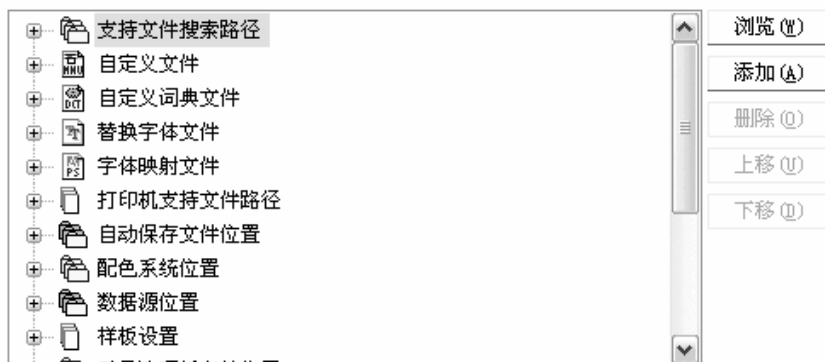 支持文件搜索路径
自定义文件
自定义词典文件
替换字体文件
字体映射文件
打印机支持文件路径
自动保存文件位置
配色系统位置
数据源位置
样板设置
浏览(W)
添加(A)
删除(O)
上移(U)
下移(D)